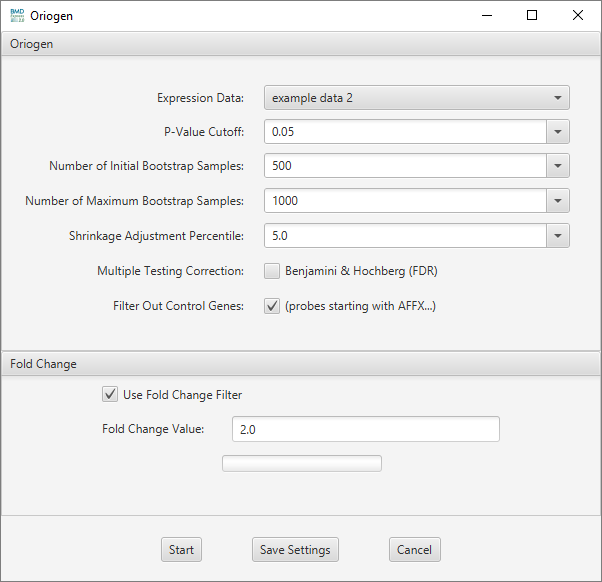 BMD
Oriogen
Oriogen
Expression Data: example data 2
P-Value Cutoff: 0.05
Number of Initial Bootstrap Samples: 500
Number of Maximum Bootstrap Samples: 1000
Shrinkage Adjustment Percentile: 5.0
Multiple Testing Correction: Benjamini & Hochberg (FDR)
Filter Out Control Genes: (probes starting with AFFX...)
Fold Change
Use Fold Change Filter
Fold Change Value: 2.0
Start Save Settings Cancel